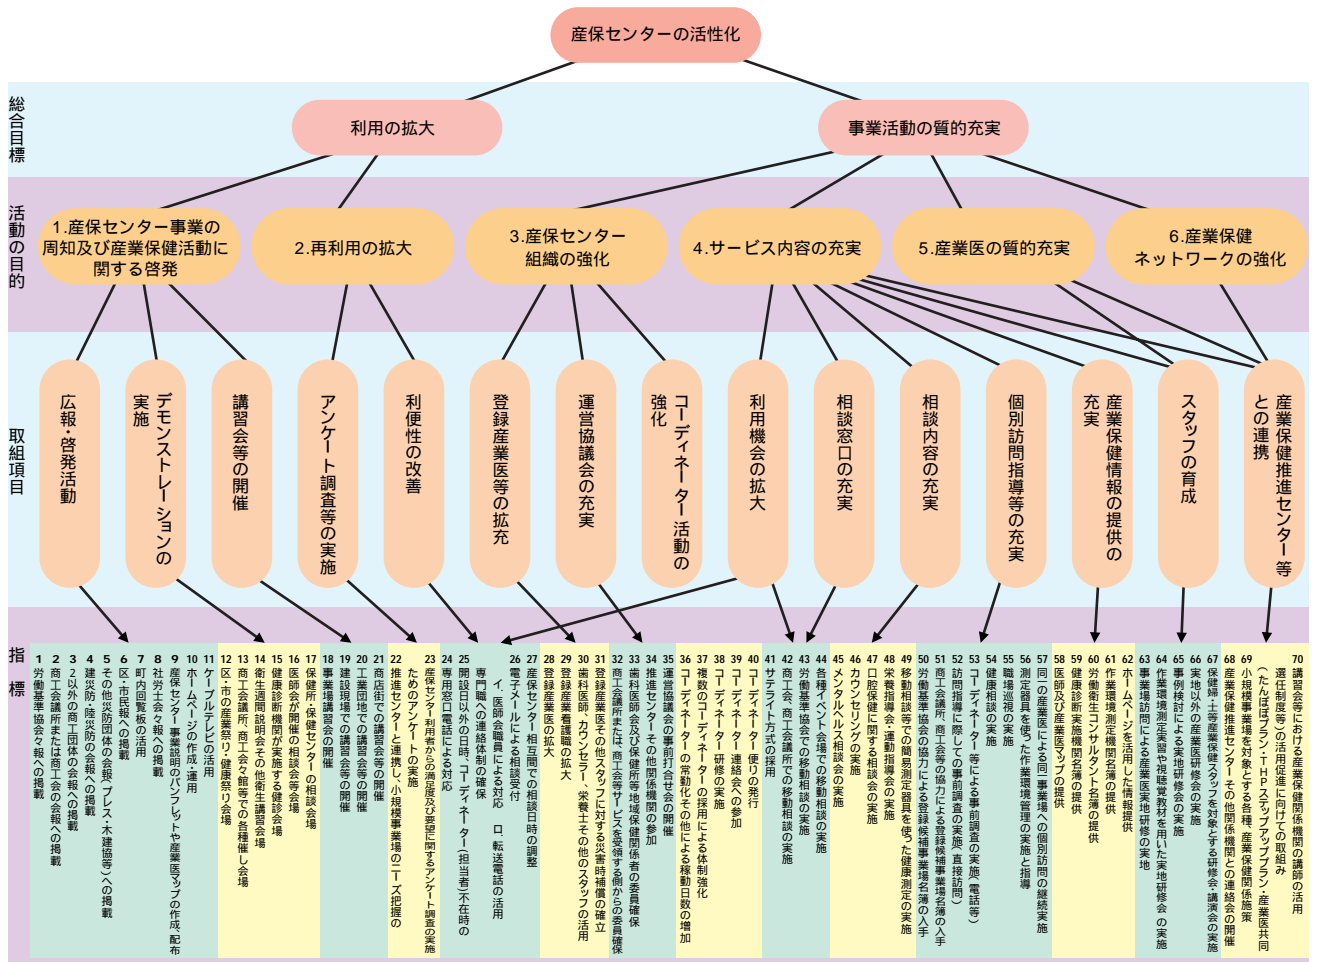 産保センターの活性化
総合目標
利用の拡大
事業活動の質的充実
活動の目的
1.産保センター事業の
周知及び産業保健活動に
関する啓発
2.再利用の拡大
3.産保センター
組織の強化
4.サービス内容の充実
5.産業医の質的充実
6.産業保健
ネットワークの強化
取組項目
広報・啓発活動
デモンストレーションの
実施
講習会等の開催
アンケート調査等の実施
利便性の改善
登録産業医等の拡充
運営協議会の充実
コーディネーター活動の
強化
利用機会の拡大
相談窓口の充実
相談内容の充実
個別訪問指導等の充実
産業保健情報の提供の
充実
スタッフの育成
産業保健推進センター等
との連携
指標
1 労働基準協会々報への掲載
2 商工会議所または商工会の会報への掲載
3 2以外の商工団体の会報への掲載
4 建災防・陸災防の会報への掲載
5 その他災防団体の会報(プレス・木建協等)への掲載
6 区・市民報への掲載
7 町内回覧板の活用
8 社労士会々報への掲載
9 産保センター事業説明のパンフレットや産業医マップの作成、配布
10 ホームページの作成・運用
11 ケーブルテレビの活用
12 区・市の産業祭り・健康祭り会場
13 商工会議所、商工会々館等での各種催し会場
14 衛生週間説明会その他衛生講習会場
15 健康診断機関が実施する健診会場
16 医師会が開催の相談会等会場
17 保健所・保健センターの相談会場
18 事業場講習会の開催
19 建設現場での講習会等の開催
20 工業団地での講習会等の開催
21 商店街での講習会等の開催
22 推進センターと連携し、小規模事業場のニーズ把握の
ためのアンケートの実施
23 産保センター利用者からの満足度及び要望に関するアンケート調査の実施
24 専用窓口電話による対応
25 開設日以外の日時、コーディネーター(担当者)不在時の
専門職への連絡体制の確保
イ.医師会職員による対応 ロ.転送電話の活用
26 電子メールによる相談受付
27 産保センター相互間での相談日時の調整
28 登録産業医の拡大
29 登録産業看護職の拡大
30 歯科医師、カウンセラー、栄養士その他のスタッフの活用
31 登録産業医その他スタッフに対する災害時補償の確立
32 商工会議所または、商工会等サービスを受領する側からの委員確保
33 歯科医師会及び保健所等地域保健関係者の委員確保
34 推進センターその他関係機関の参加
35 運営協議会の事前打合せ会の開催
36 コーディネーターの常勤化その他による稼動日数の増加
37 複数のコーディネーターの採用による体制強化
38 コーディネーター研修の実施
39 コーディネーター連絡会への参加
40 コーディネーター便りの発行
41 サテライト方式の採用
42 商工会、商工会議所での移動相談の実施
43 労働基準協会での移動相談の実施
44 各種イベント会場での移動相談の実施
45 メンタルヘルス相談会の実施
46 カウンセリングの実施
47 口腔保健に関する相談会の実施
48 栄養指導会・運動指導会の実施
49 移動相談等での簡易測定器具を使った健康測定の実施
50 労働基準協会の協力による登録候補事業場名簿の入手
51 商工会議所、商工会等の協力による登録候補事業場名簿の入手
52 訪問指導に際しての事前調査の実施(直接訪問)
53 コーディネーター等による事前調査の実施(電話等)
54 健康相談の実施
55 職場巡視の実施
56 測定器具を使った作業環境管理の実施と指導
57 同一の産業医による同一事業場への個別訪問の継続実施
58 医師及び産業医マップの提供
59 健康診断実施機関名簿の提供
60 労働衛生コンサルタント名簿の提供
61 作業環境測定機関名簿の提供
62 ホームページを活用した情報提供
63 事業場訪問による産業医実地研修の実地
64 作業環境測定実習や視聴覚教材を用いた実地研修会の実施
65 事例検討による実地研修会の実施
66 実地以外の産業医研修会の実施
67 保健婦・士等産業保健スタッフを対象とする研修会・講演会の実施
68 産業保健推進センターその他関係機関との連絡会の開催
69 小規模事業場を対象とする各種、産業保健関係施策
(たんぽぽプラン・THPステップアッププラン・産業医共同
選任制度等)の活用促進に向けての取組み
70 講習会等における産業保健関係機関の講師の活用